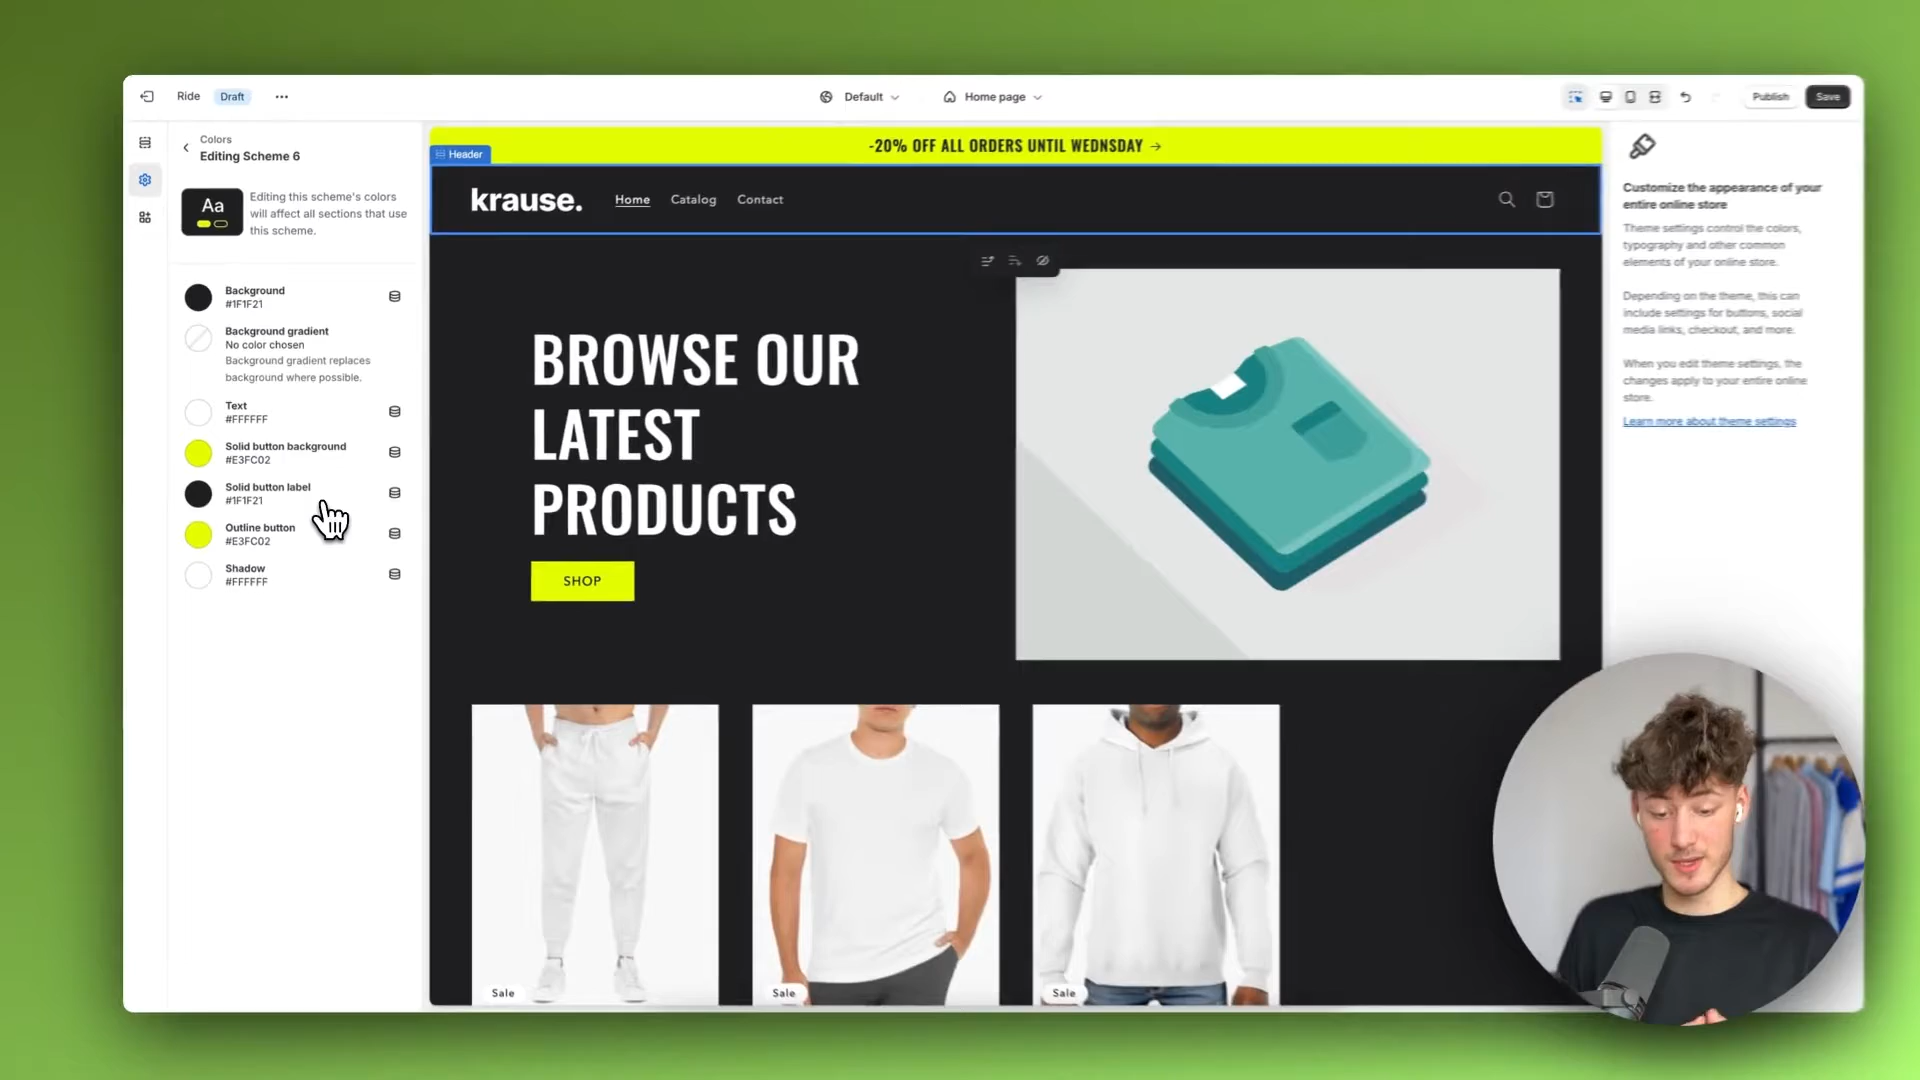 Ride Draft
Default
Home page
Publish
Save
Colors
Editing Scheme 6
Aa
Editing this scheme's colors
will affect all sections that use
this scheme.
Background
#1F1F21
Background gradient
No color chosen
Background gradient replaces
background where possible.
Text
#FFFFFF
Solid button background
#E3FC02
Solid button label
#1F1F21
Outline button
#E3FC02
Shadow
#FFFFFF
-20% OFF ALL ORDERS UNTIL WEDNSDAY →
Header
krause. Home Catalog Contact
BROWSE OUR
LATEST
PRODUCTS
SHOP
Sale
Sale
Sale
Customize the appearance of your
entire online store
Theme settings control the colors,
typography and other common
elements of your online store.
Depending on the theme, this can
include settings for buttons, social
media links, checkout, and more.
When you edit theme settings, the
changes apply to your entire online
store.
Learn more about theme settings